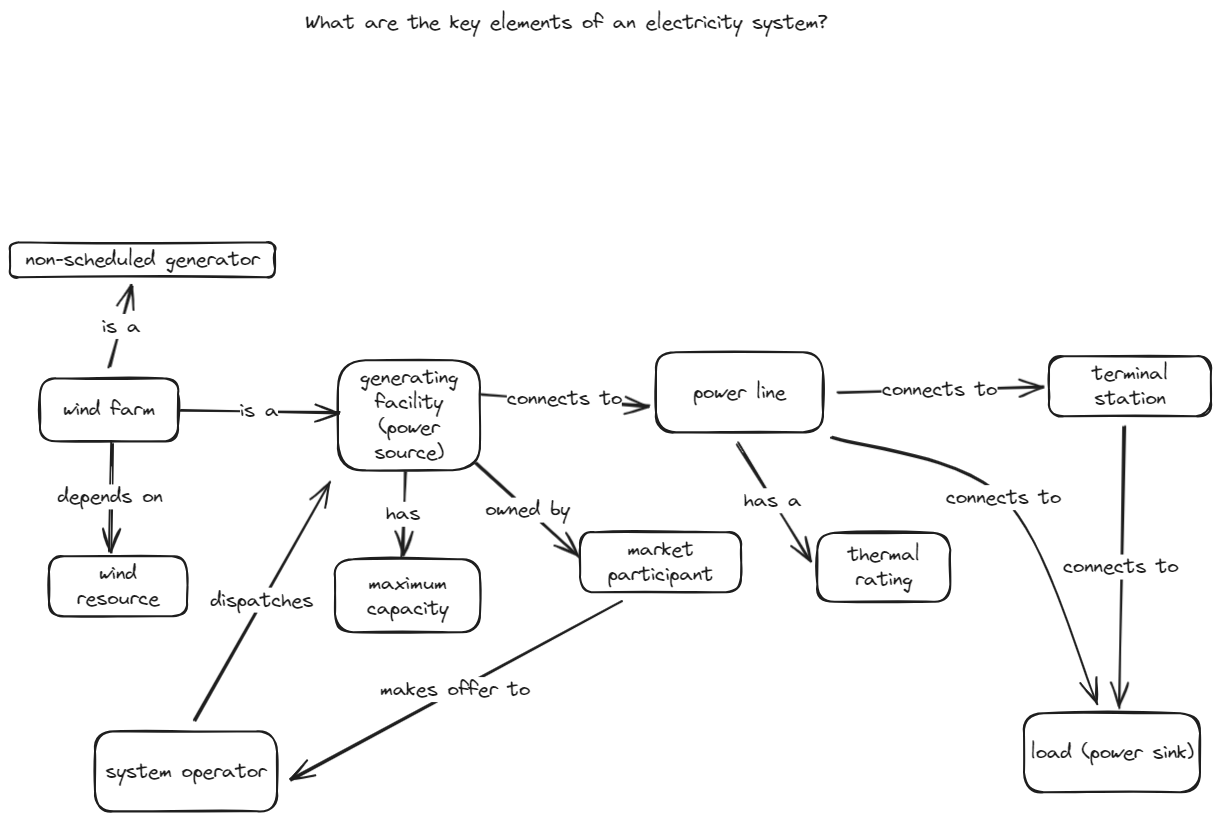 What are the key elements of an electricity system?
non-scheduled generator
is a
wind farm
is a
generating
facility
(power
source)
connects to
power line
connects to
terminal
station
depends on
has
owned by
has a
connects to
wind
resource
dispatches
maximum
capacity
market
participant
thermal
rating
connects to
makes offer to
system operator
load (power sink)